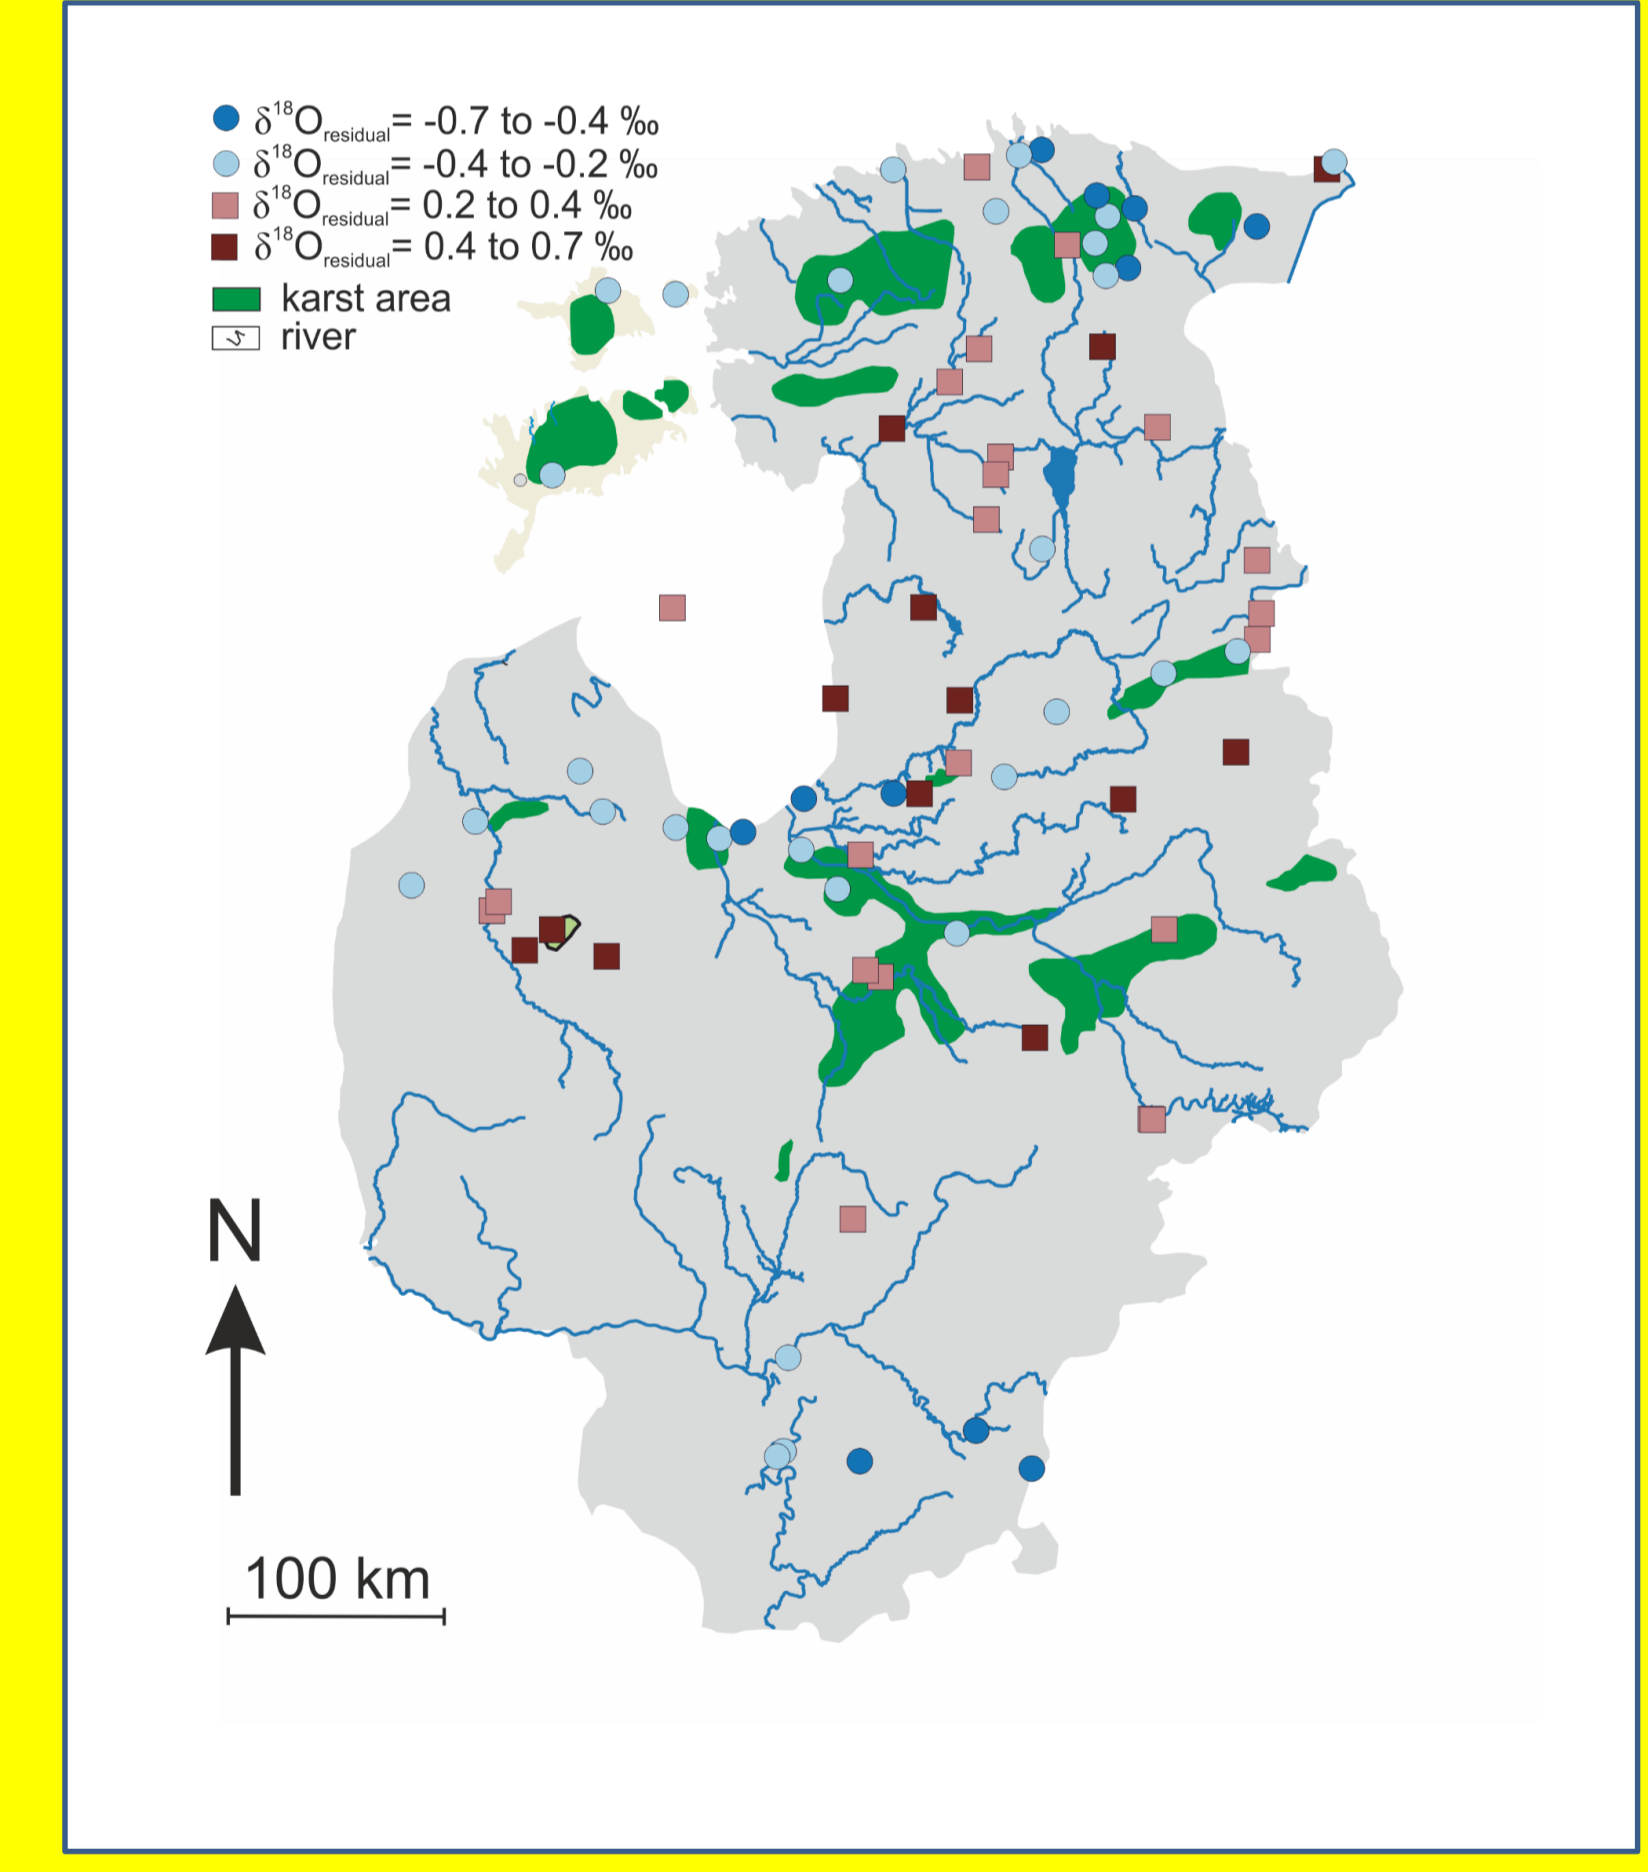 δ¹⁸Oresidual= -0.7 to -0.4 ‰
δ¹⁸Oresidual= -0.4 to -0.2 ‰
δ¹⁸Oresidual= 0.2 to 0.4 ‰
δ¹⁸Oresidual= 0.4 to 0.7 ‰
karst area
river
N
100 km